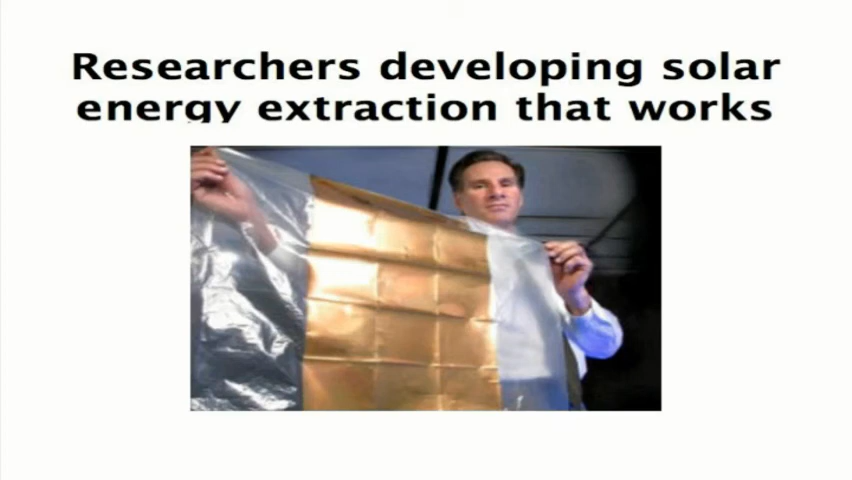 Researchers developing solar
energy extraction that works